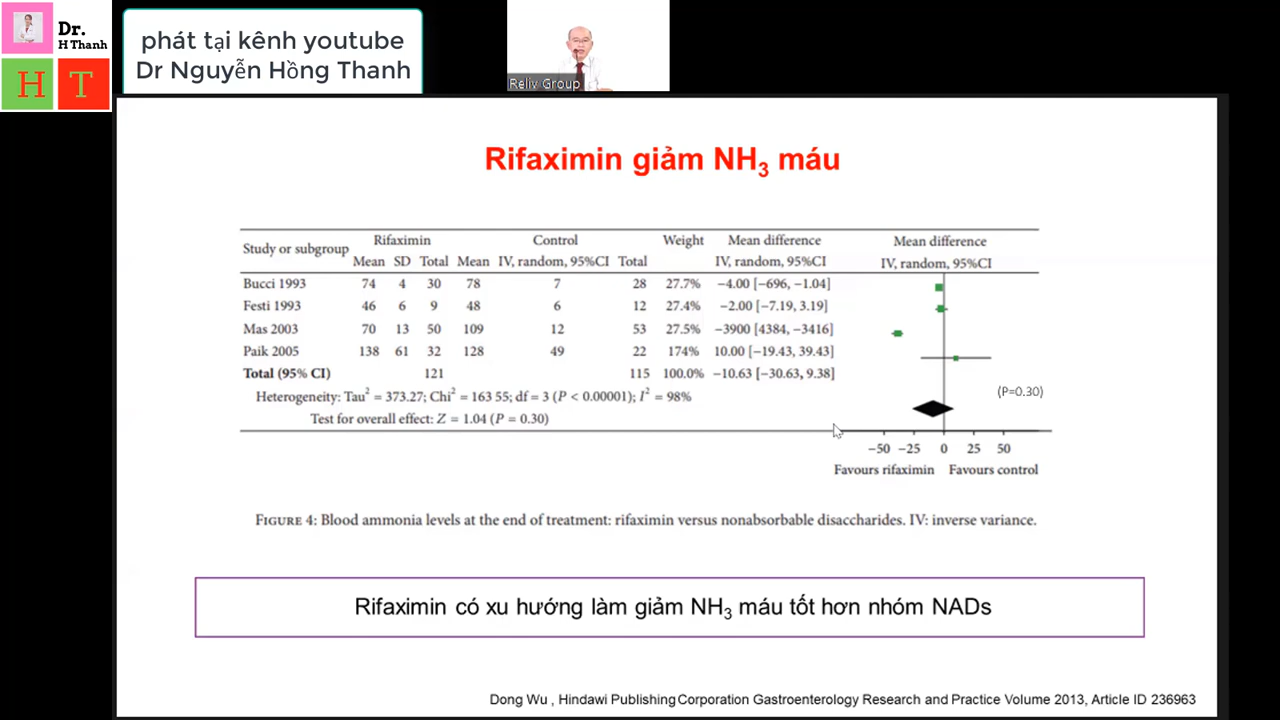 Dr.
H Thanh
H T
phát tại kênh youtube
Dr Nguyễn Hồng Thanh
Reliv Group
Rifaximin giảm NH₃ máu
Study or subgroup Rifaximin Control Weight Mean difference Mean difference
Mean SD Total Mean IV, random, 95%CI Total IV, random, 95%CI IV, random, 95%CI
Bucci 1993 74 4 30 78 7 28 27.7% −4.00 [−696, −1.04]
Festi 1993 46 6 9 48 6 12 27.4% −2.00 [−7.19, 3.19]
Mas 2003 70 13 50 109 12 53 27.5% −3900 [4384, −3416]
Paik 2005 138 61 32 128 49 22 174% 10.00 [−19.43, 39.43]
Total (95% CI) 121 115 100.0% −10.63 [−30.63, 9.38]
Heterogeneity: Tau² = 373.27; Chi² = 163 55; df = 3 (P < 0.00001); I² = 98%
(P=0.30)
Test for overall effect: Z = 1.04 (P = 0.30)
−50 −25 0 25 50
Favours rifaximin Favours control
Figure 4: Blood ammonia levels at the end of treatment: rifaximin versus nonabsorbable disaccharides. IV: inverse variance.
Rifaximin có xu hướng làm giảm NH₃ máu tốt hơn nhóm NADs
Dong Wu , Hindawi Publishing Corporation Gastroenterology Research and Practice Volume 2013, Article ID 236963